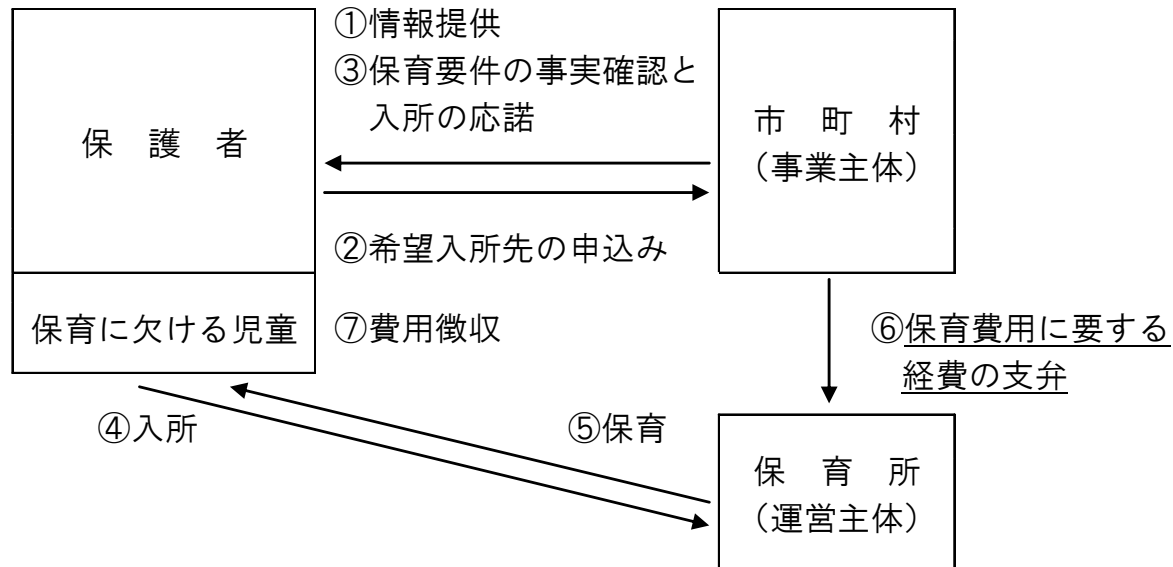 ①情報提供
③保育要件の事実確認と
入所の応諾
保　護　者
市　町　村
（事業主体）
②希望入所先の申込み
保育に欠ける児童
⑦費用徴収
⑥保育費用に要する
経費の支弁
④入所
⑤保育
保　育　所
（運営主体）